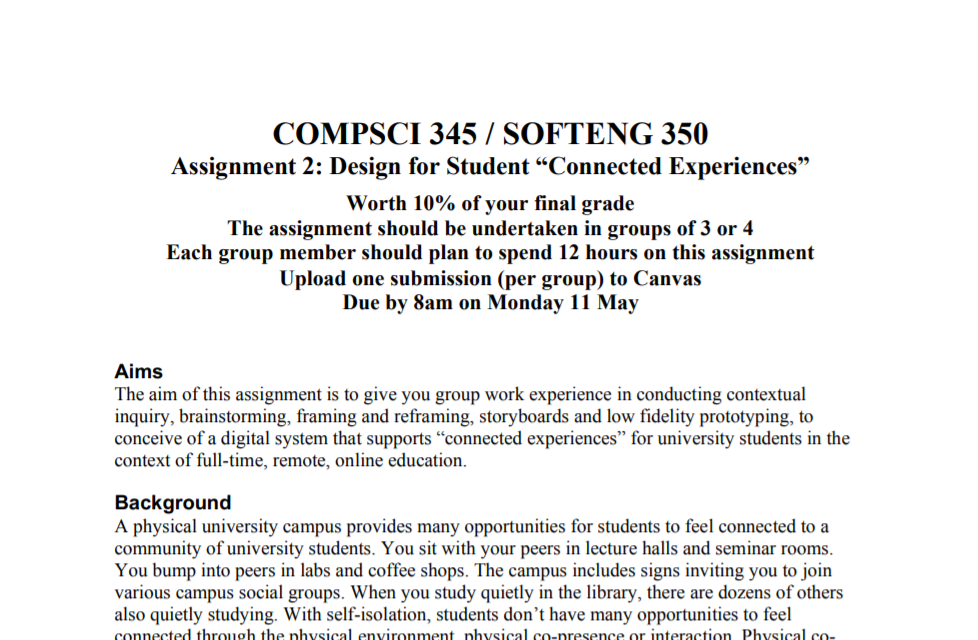 COMPSCI 345 / SOFTENG 350
Assignment 2: Design for Student “Connected Experiences”
Worth 10% of your final grade
The assignment should be undertaken in groups of 3 or 4
Each group member should plan to spend 12 hours on this assignment
Upload one submission (per group) to Canvas
Due by 8am on Monday 11 May
Aims
The aim of this assignment is to give you group work experience in conducting contextual
inquiry, brainstorming, framing and reframing, storyboards and low fidelity prototyping, to
conceive of a digital system that supports “connected experiences” for university students in the
context of full-time, remote, online education.
Background
A physical university campus provides many opportunities for students to feel connected to a
community of university students. You sit with your peers in lecture halls and seminar rooms.
You bump into peers in labs and coffee shops. The campus includes signs inviting you to join
various campus social groups. When you study quietly in the library, there are dozens of others
also quietly studying. With self-isolation, students don’t have many opportunities to feel
connected through the physical environment, physical co-presence or interaction. Physical co-